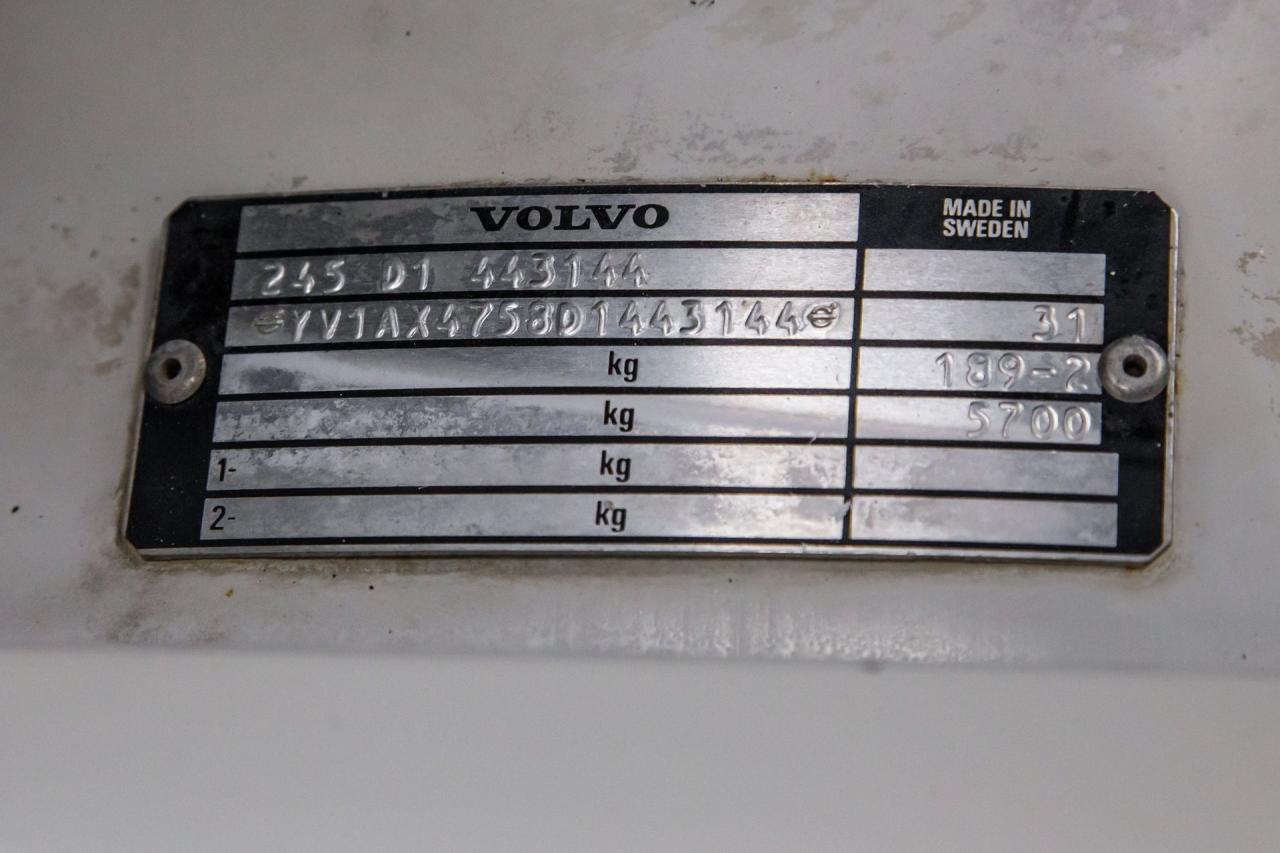 VOLVO
MADE IN
SWEDEN
245 D1 443144
YV1AX4758D1443144
31
kg
189-2
kg
5700
1- kg
2- kg